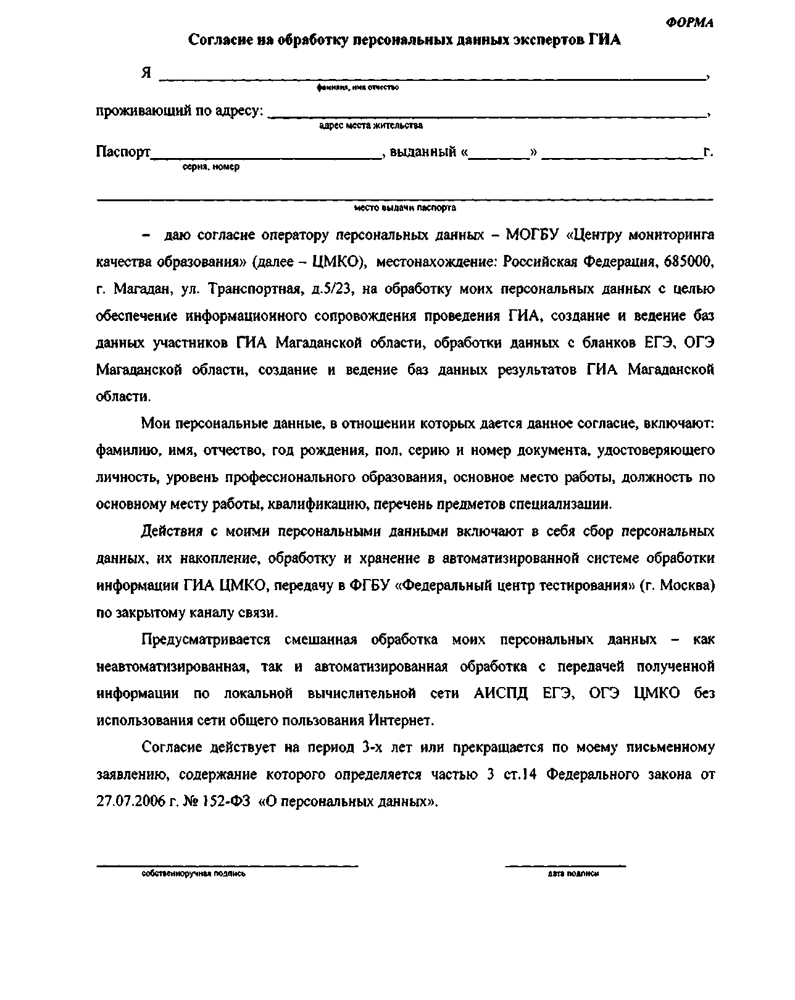 ФОРМА
Согласие на обработку персональных данных экспертов ГИА
Я ______________________________,
фамилия, имя отчество
проживающий по адресу: ______________________________,
адрес места жительства
Паспорт____________________, выданный «________» ____________________г.
серия, номер
место выдачи паспорта
– даю согласие оператору персональных данных – МОГБУ «Центру мониторинга
качества образования» (далее – ЦМКО), местонахождение: Российская Федерация, 685000,
г. Магадан, ул. Транспортная, д.5/23, на обработку моих персональных данных с целью
обеспечение информационного сопровождения проведения ГИА, создание и ведение баз
данных участников ГИА Магаданской области, обработки данных с бланков ЕГЭ, ОГЭ
Магаданской области, создание и ведение баз данных результатов ГИА Магаданской
области.
Мои персональные данные, в отношении которых дается данное согласие, включают:
фамилию, имя, отчество, год рождения, пол, серию и номер документа, удостоверяющего
личность, уровень профессионального образования, основное место работы, должность по
основному месту работы, квалификацию, перечень предметов специализации.
Действия с моими персональными данными включают в себя сбор персональных
данных, их накопление, обработку и хранение в автоматизированной системе обработки
информации ГИА ЦМКО, передачу в ФГБУ «Федеральный центр тестирования» (г. Москва)
по закрытому каналу связи.
Предусматривается смешанная обработка моих персональных данных – как
неавтоматизированная, так и автоматизированная обработка с передачей полученной
информации по локальной вычислительной сети АИСПД ЕГЭ, ОГЭ ЦМКО без
использования сети общего пользования Интернет.
Согласие действует на период 3-х лет или прекращается по моему письменному
заявлению, содержание которого определяется частью 3 ст.14 Федерального закона от
27.07.2006 г. № 152-ФЗ «О персональных данных».
собственноручная подпись
дата подписи